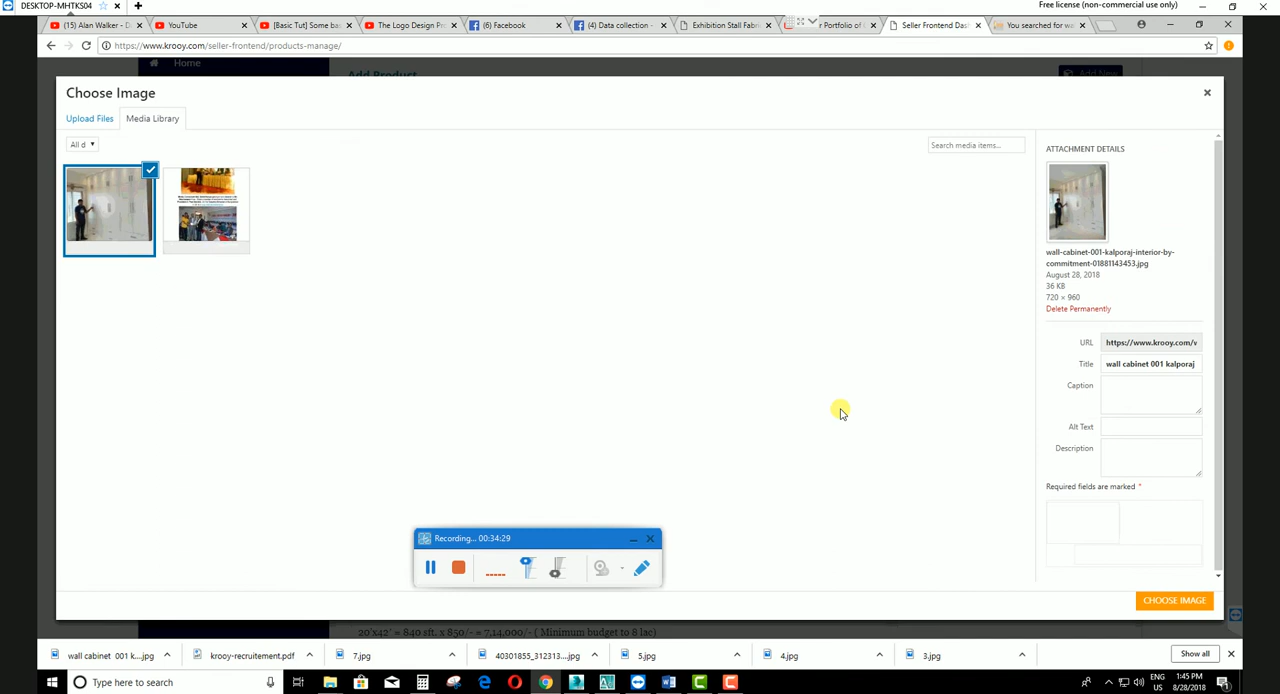 DESKTOP-MHTKS04
Free license (non-commercial use only)
(15) Alan Walker - D
YouTube
[Basic Tut] Some ba
The Logo Design Pr
(6) Facebook
(4) Data collection -
Exhibition Stall Fabri
r Portfolio of
Seller Frontend Das
You searched for wa
https://www.krooy.com/seller-frontend/products-manage/
Home
Add Product
Add New
Choose Image
Upload Files
Media Library
All d
Search media items...
ATTACHMENT DETAILS
wall-cabinet-001-kalporaj-interior-by-
commitment-01881143453.jpg
August 28, 2018
36 KB
720 × 960
Delete Permanently
URL
https://www.krooy.com/v
Title
wall cabinet 001 kalporaj
Caption
Alt Text
Description
Required fields are marked *
Recording... 00:34:29
CHOOSE IMAGE
20'x42' = 840 sft. x 850/- = 7,14,000/- ( Minimum budget to 8 lac)
wall cabinet 001 k....jpg
krooy-recruitement.pdf
7.jpg
40301855_312313....jpg
5.jpg
4.jpg
3.jpg
Show all
Type here to search
ENG
US
1:45 PM
8/28/2018